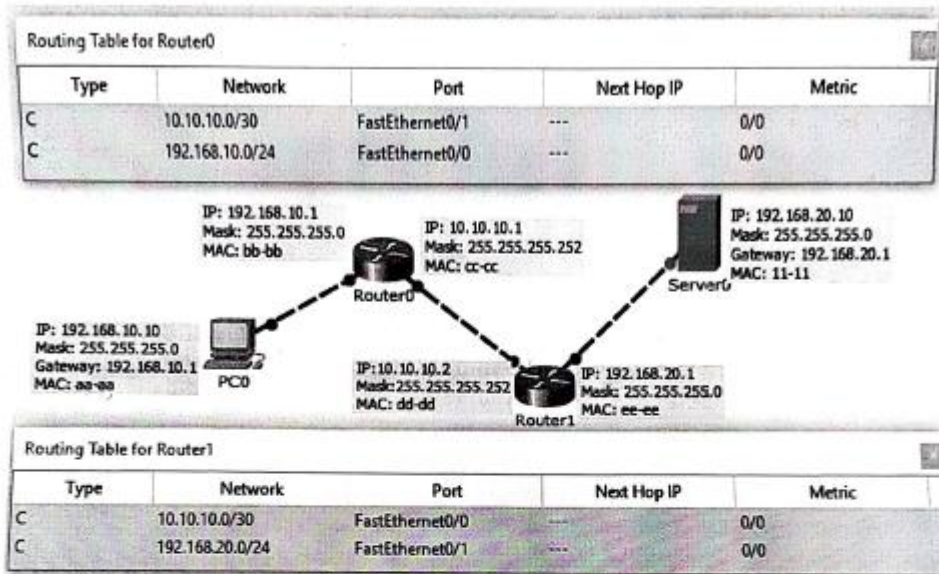 Routing Table for Router0
Type Network Port Next Hop IP Metric
C 10.10.10.0/30 FastEthernet0/1 --- 0/0
C 192.168.10.0/24 FastEthernet0/0 --- 0/0
IP: 192.168.10.1
Mask: 255.255.255.0
MAC: bb-bb
IP: 10.10.10.1
Mask: 255.255.255.252
MAC: cc-cc
Router0
IP: 192.168.20.10
Mask: 255.255.255.0
Gateway: 192.168.20.1
MAC: 11-11
Server0
IP: 192.168.10.10
Mask: 255.255.255.0
Gateway: 192.168.10.1
MAC: aa-aa
PC0
IP:10.10.10.2
Mask:255.255.255.252
MAC: dd-dd
Router1
IP: 192.168.20.1
Mask: 255.255.255.0
MAC: ee-ee
Routing Table for Router1
Type Network Port Next Hop IP Metric
C 10.10.10.0/30 FastEthernet0/0 --- 0/0
C 192.168.20.0/24 FastEthernet0/1 --- 0/0